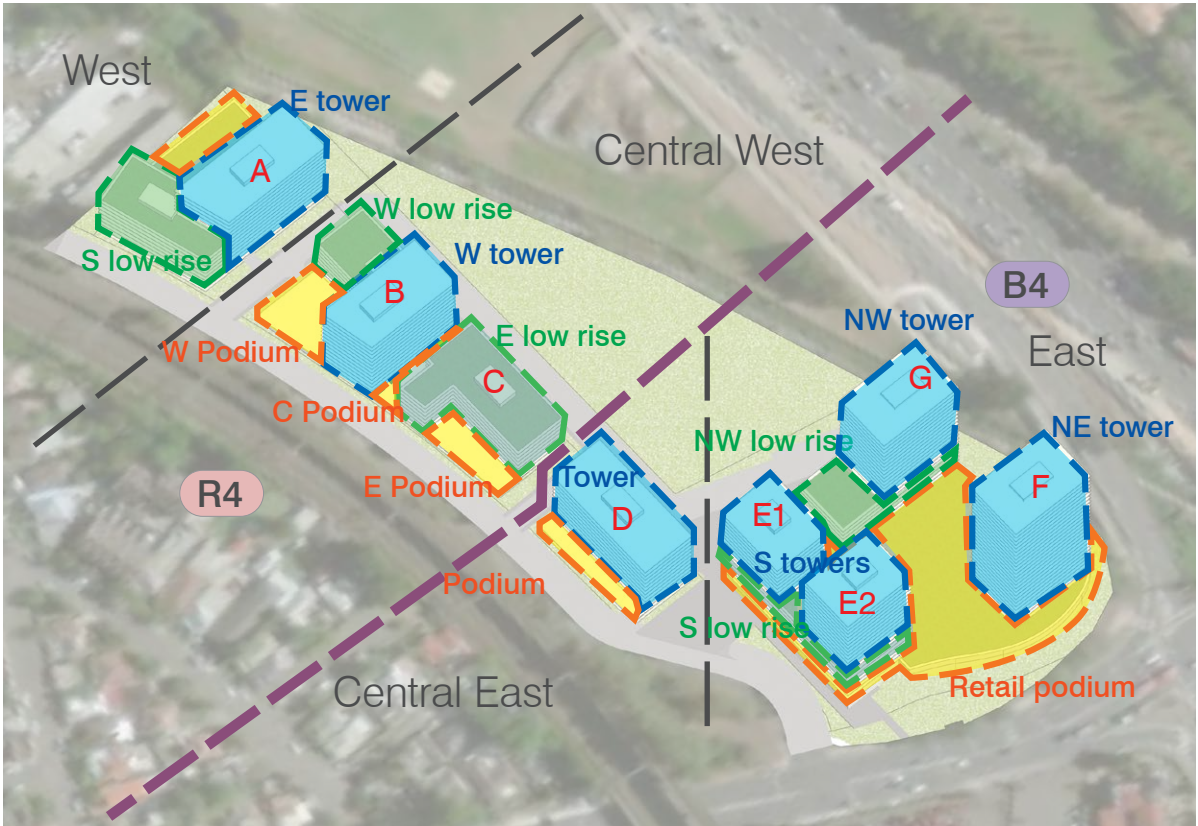 West
E tower
A
Central West
W low rise
S low rise
W tower
B
B4
NW tower
East
E low rise
W Podium
C
G
C Podium
NW low rise
NE tower
E Podium
Tower
R4
F
D
E1
S towers
Podium
E2
S low rise
Central East
Retail podium